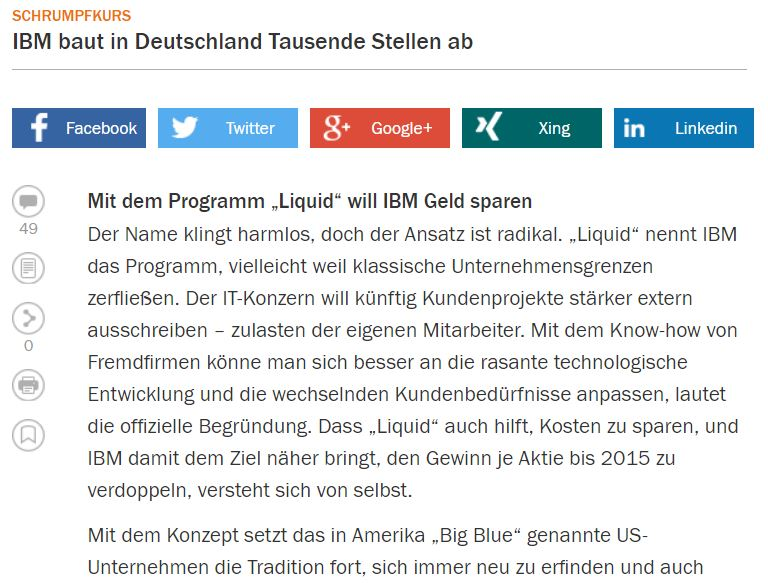 SCHRUMPFKURS
IBM baut in Deutschland Tausende Stellen ab
Facebook
Twitter
Google+
Xing
Linkedin
49
0
Mit dem Programm „Liquid“ will IBM Geld sparen
Der Name klingt harmlos, doch der Ansatz ist radikal. „Liquid“ nennt IBM
das Programm, vielleicht weil klassische Unternehmensgrenzen
zerfließen. Der IT-Konzern will künftig Kundenprojekte stärker extern
ausschreiben – zulasten der eigenen Mitarbeiter. Mit dem Know-how von
Fremdfirmen könne man sich besser an die rasante technologische
Entwicklung und die wechselnden Kundenbedürfnisse anpassen, lautet
die offizielle Begründung. Dass „Liquid“ auch hilft, Kosten zu sparen, und
IBM damit dem Ziel näher bringt, den Gewinn je Aktie bis 2015 zu
verdoppeln, versteht sich von selbst.
Mit dem Konzept setzt das in Amerika „Big Blue“ genannte US-
Unternehmen die Tradition fort, sich immer neu zu erfinden und auch